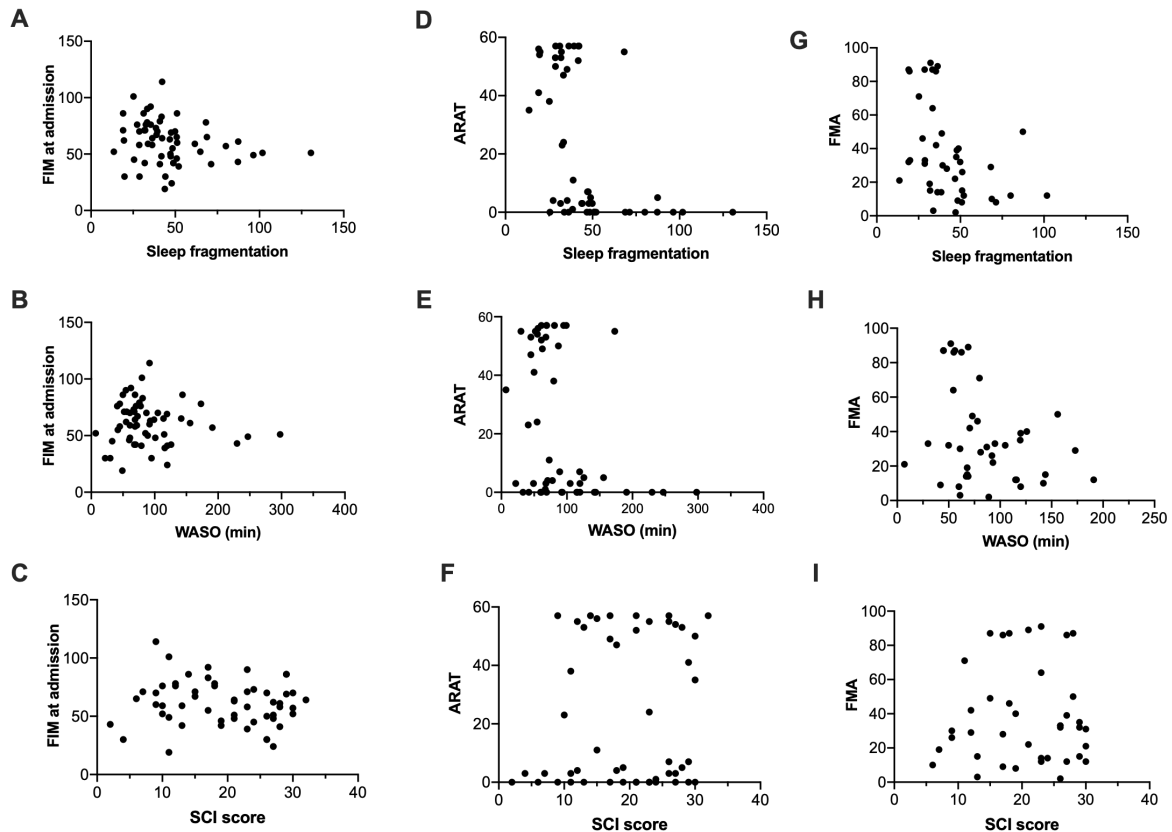 A
150
100
50
0
0 50 100 150
FIM at admission
Sleep fragmentation
D
60
40
20
0
0 50 100 150
ARAT
Sleep fragmentation
G
100
80
60
40
20
0
0 50 100 150
FMA
Sleep fragmentation
B
150
100
50
0
0 100 200 300 400
FIM at admission
WASO (min)
E
60
40
20
0
0 100 200 300 400
ARAT
WASO (min)
H
100
80
60
40
20
0
0 50 100 150 200 250
FMA
WASO (min)
C
150
100
50
0
0 10 20 30 40
FIM at admission
SCI score
F
60
40
20
0
0 10 20 30 40
ARAT
SCI score
I
100
80
60
40
20
0
0 10 20 30 40
FMA
SCI score